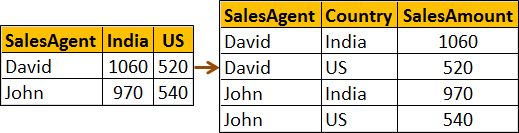 SalesAgent India US
David 1060 520
John 970 540
SalesAgent Country SalesAmount
David India 1060
David US 520
John India 970
John US 540